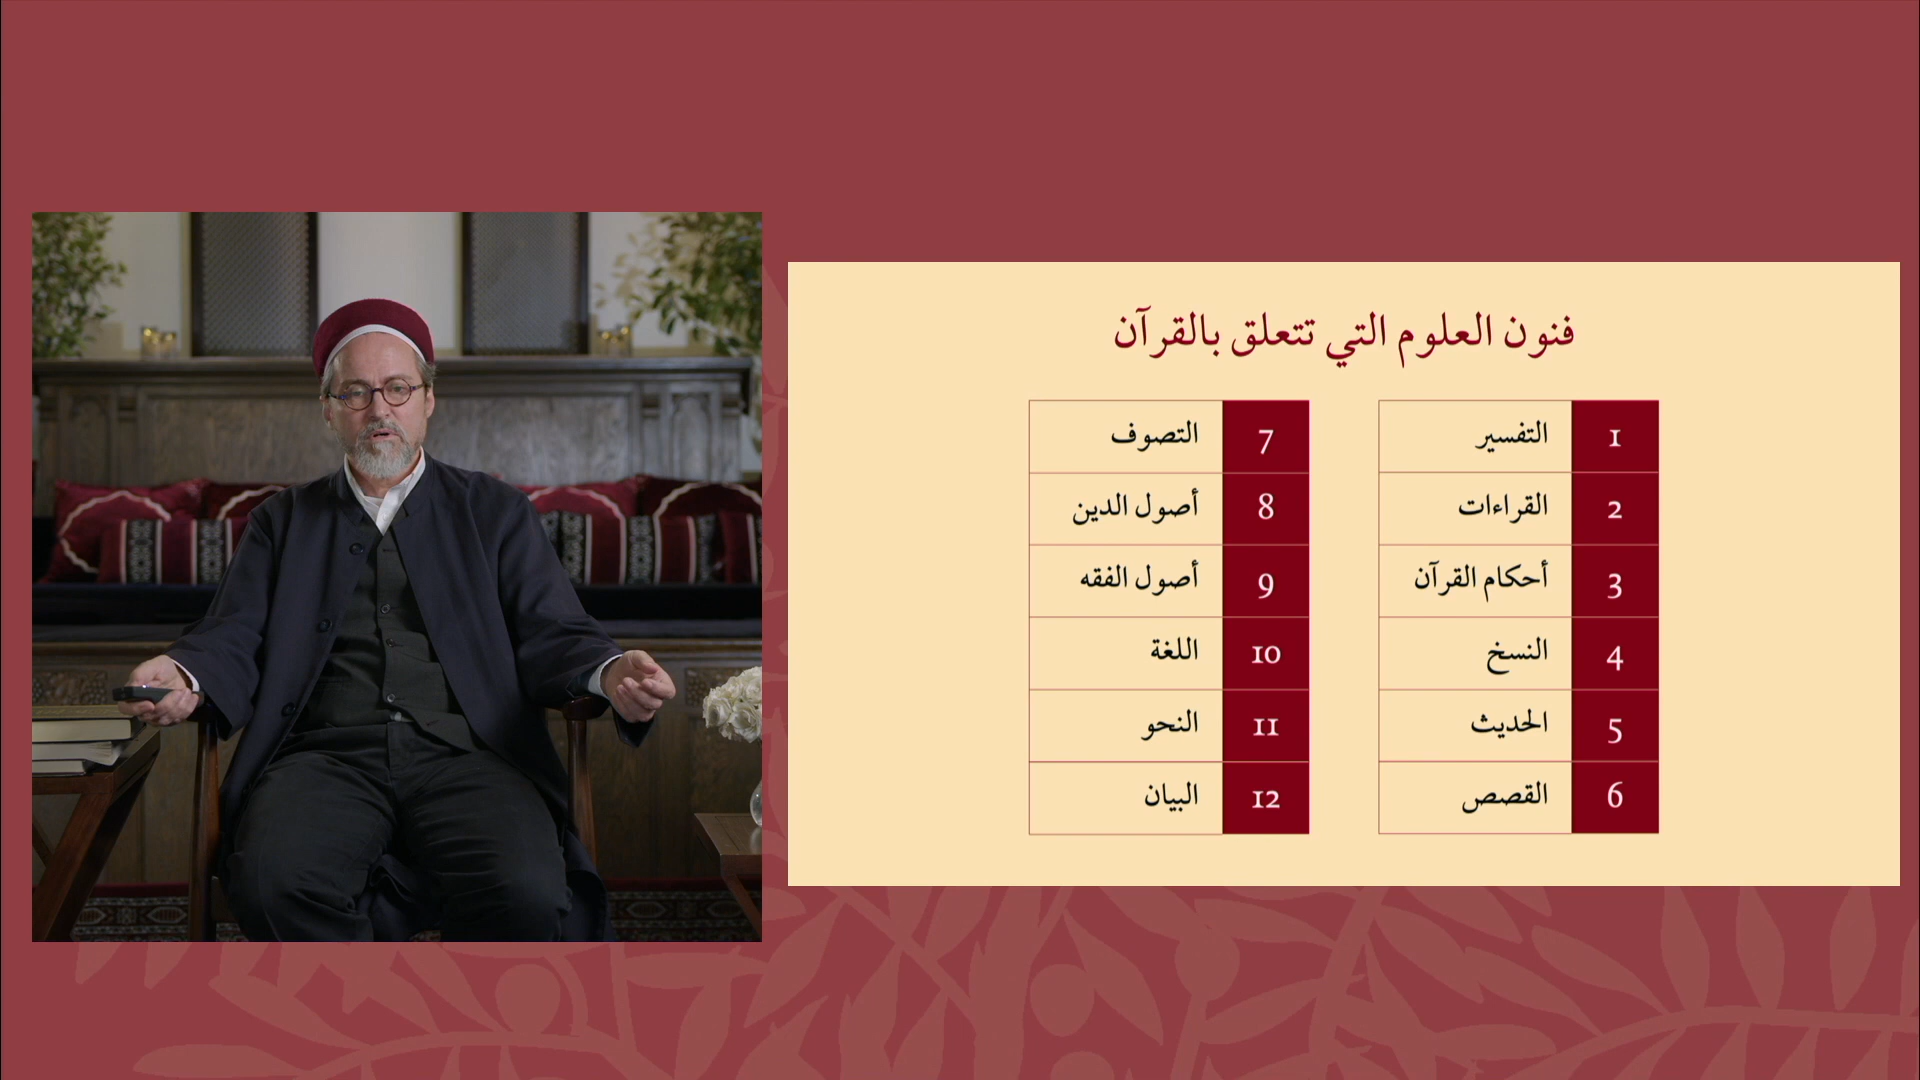 فنون العلوم التي تتعلق بالقرآن
1 التفسير
2 القراءات
3 أحكام القرآن
4 النسخ
5 الحديث
6 القصص
7 التصوف
8 أصول الدين
9 أصول الفقه
10 اللغة
11 النحو
12 البيان